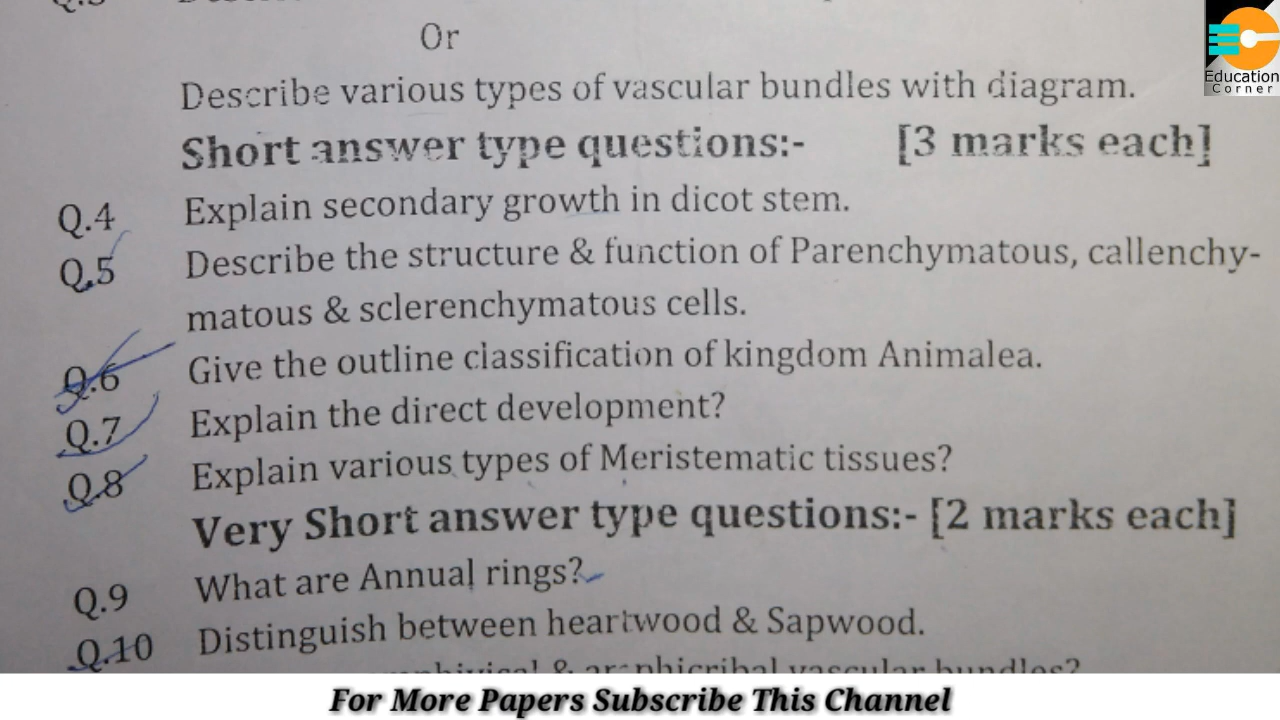 Or
Describe various types of vascular bundles with diagram.
Short answer type questions:- [3 marks each]
Q.4 Explain secondary growth in dicot stem.
Q.5 Describe the structure & function of Parenchymatous, callenchy-
matous & sclerenchymatous cells.
Q.6 Give the outline classification of kingdom Animalea.
Q.7 Explain the direct development?
Q.8 Explain various types of Meristematic tissues?
Very Short answer type questions:- [2 marks each]
Q.9 What are Annual rings?
Q.10 Distinguish between heartwood & Sapwood.
& vascular bundles?
Education
Corner
For More Papers Subscribe This Channel